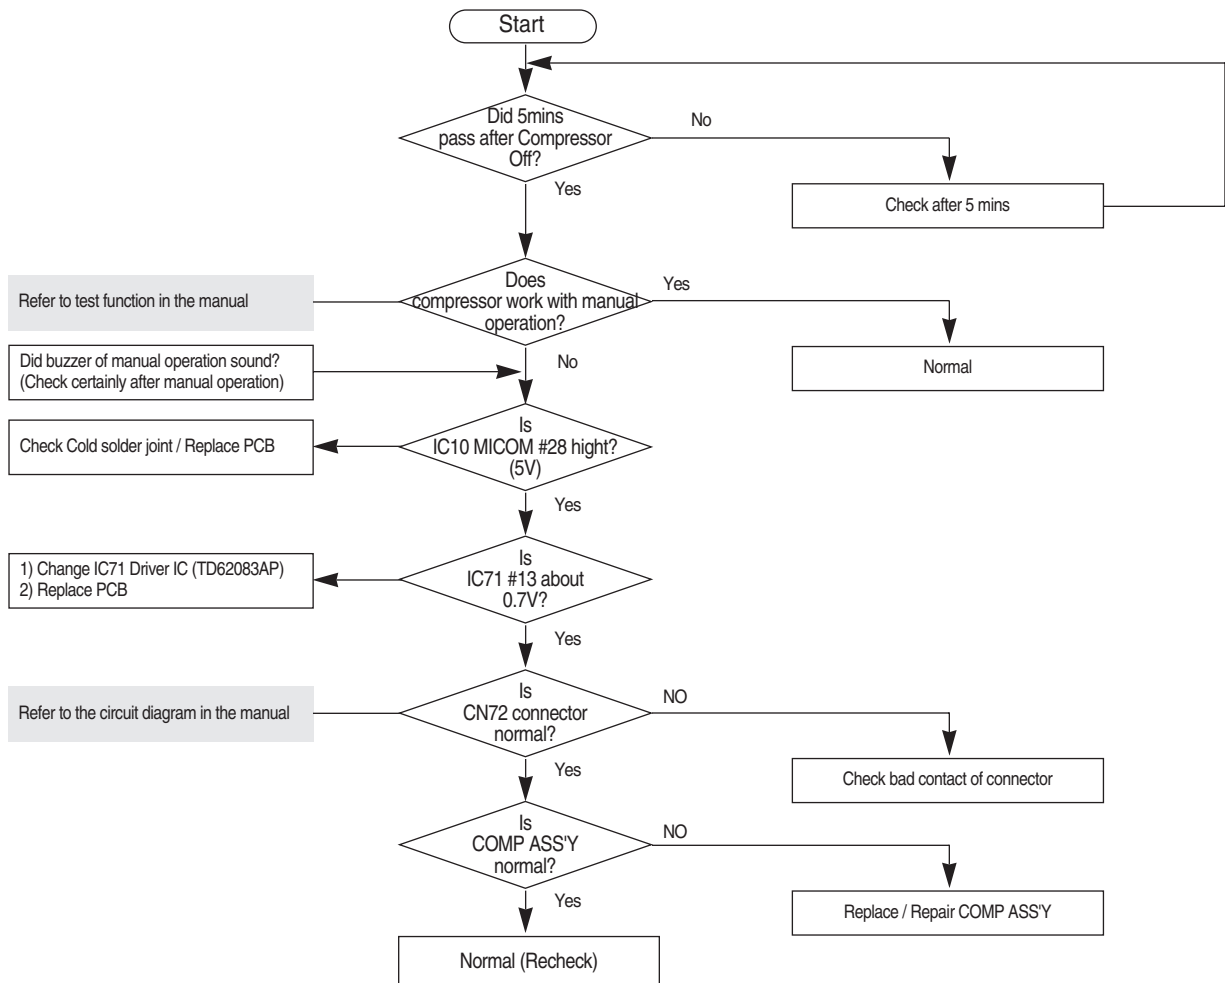 Start
Did 5mins
pass after Compressor
Off?
No
Yes
Check after 5 mins
Refer to test function in the manual
Does
compressor work with manual
operation?
Yes
No
Normal
Did buzzer of manual operation sound?
(Check certainly after manual operation)
Is
IC10 MICOM #28 hight?
(5V)
Check Cold solder joint / Replace PCB
Yes
Is
IC71 #13 about
0.7V?
1) Change IC71 Driver IC (TD62083AP)
2) Replace PCB
Yes
Refer to the circuit diagram in the manual
Is
CN72 connector
normal?
NO
Yes
Check bad contact of connector
Is
COMP ASS'Y
normal?
NO
Yes
Replace / Repair COMP ASS'Y
Normal (Recheck)